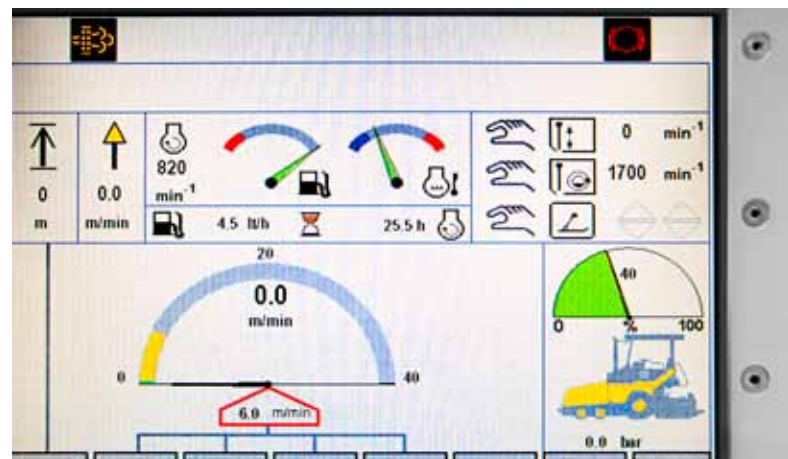 820
min⁻¹
0
m
0.0
m/min
4.5 lt/h
25.5 h
0 min⁻¹
1700 min⁻¹
20
0.0
m/min
0
40
6.0 m/min
40
0 % 100
0.0 bar